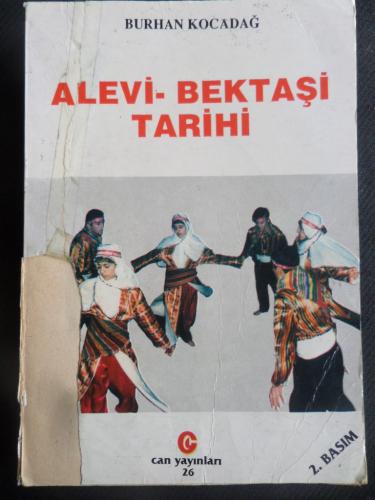 BURHAN KOCADAĞ
ALEVİ- BEKTAŞİ
TARİHİ
can yayınları
26
2. BASIM